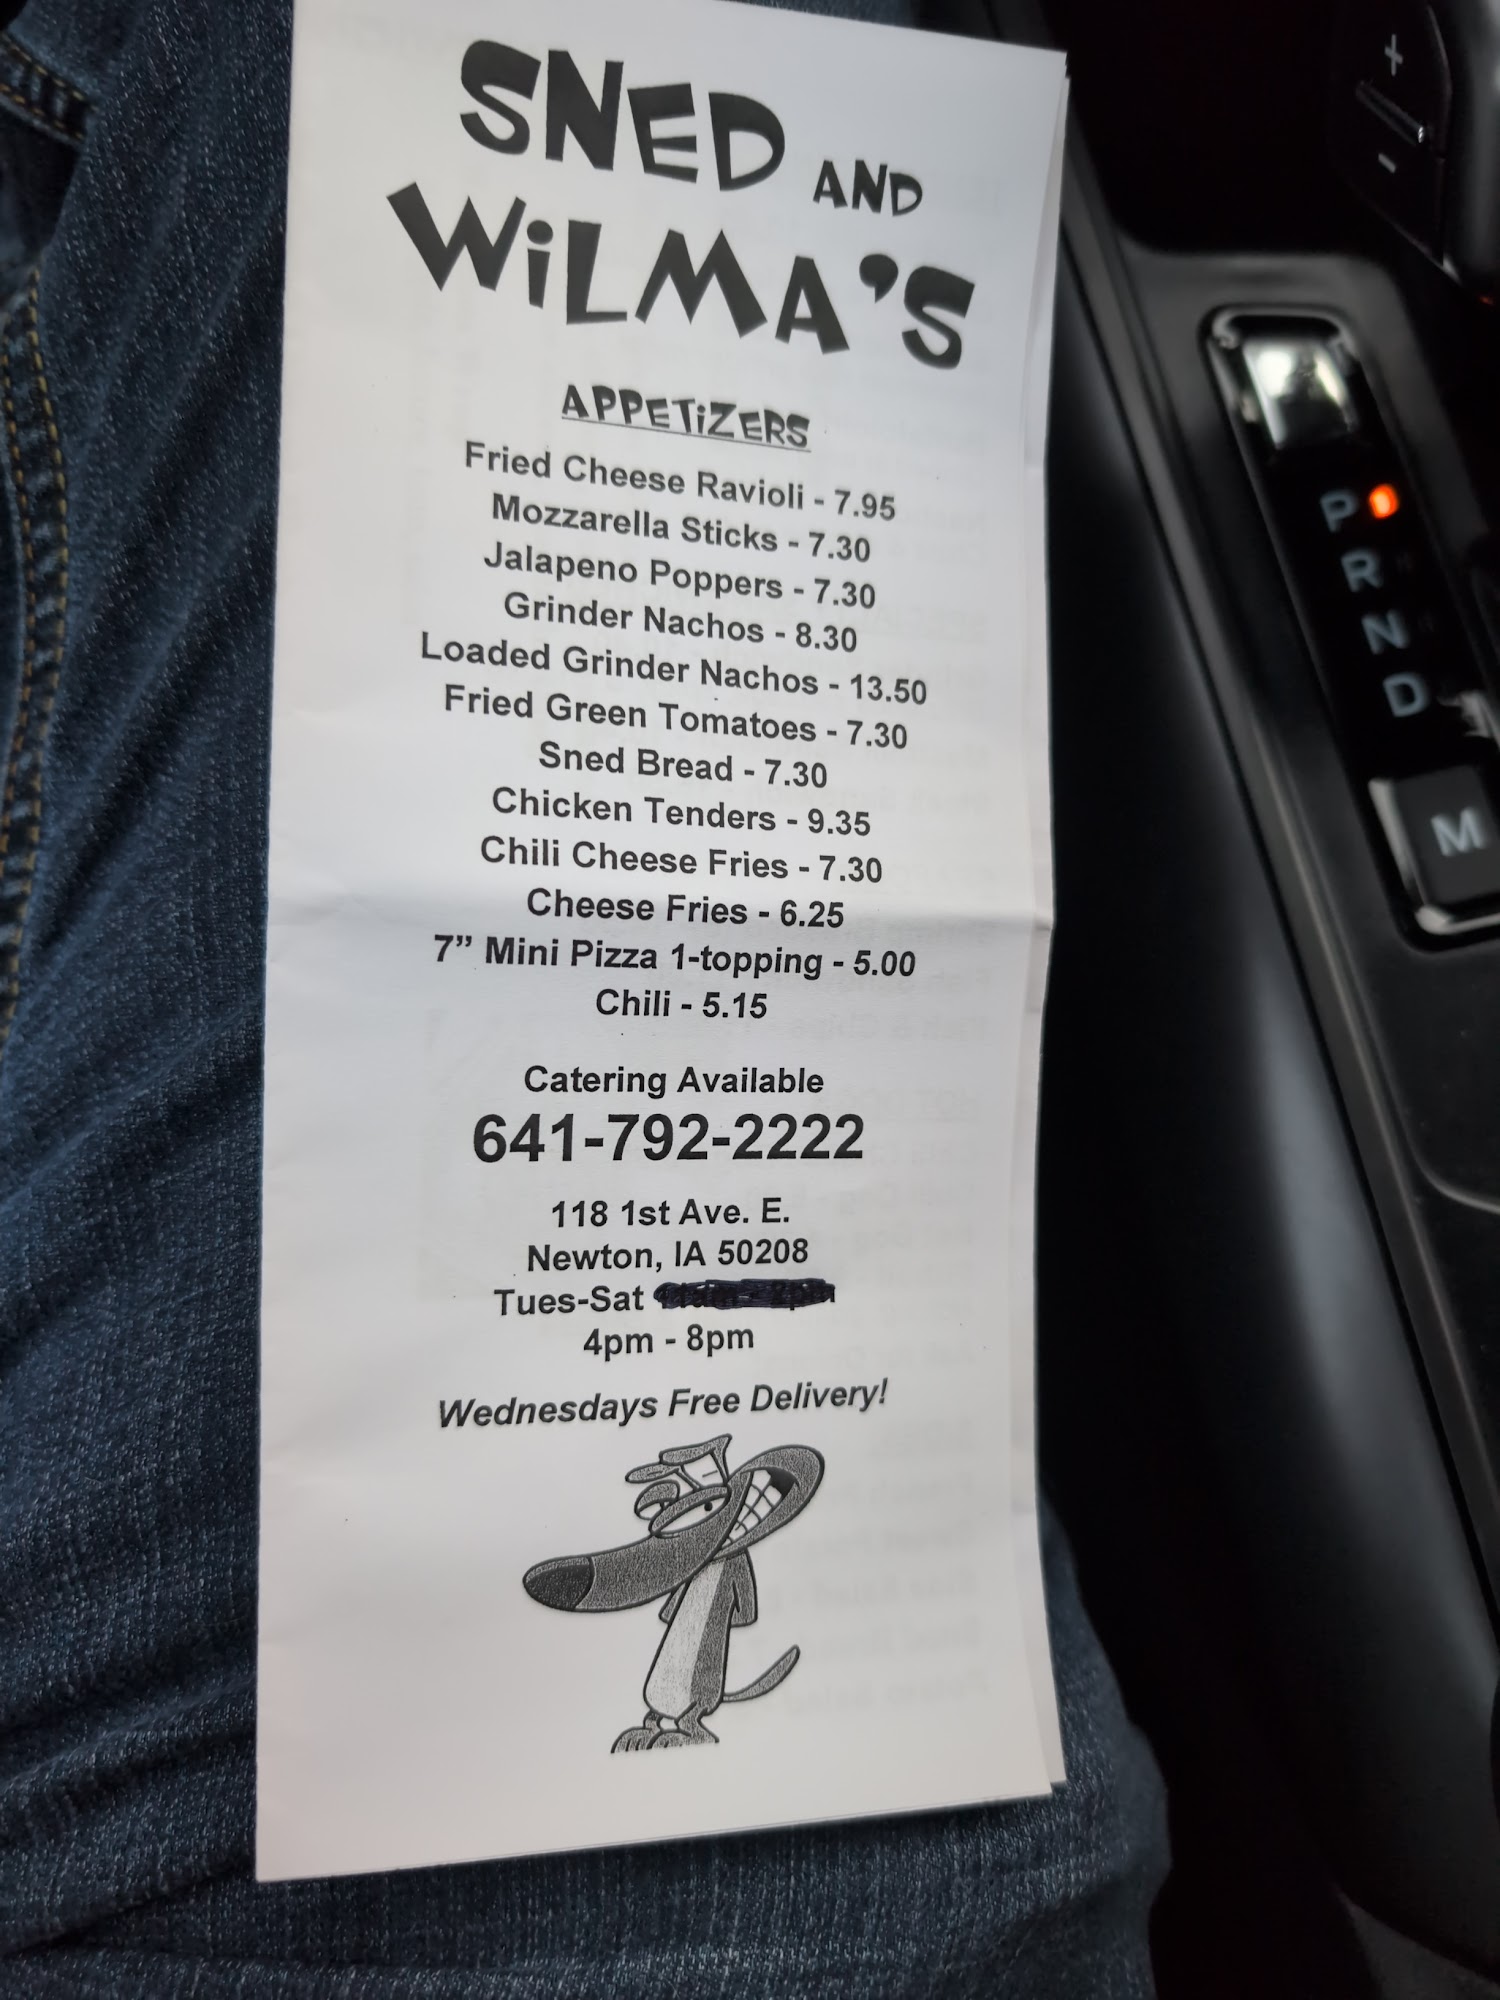 SNED AND
WiLMA'S
APPETiZERS
Fried Cheese Ravioli - 7.95
Mozzarella Sticks - 7.30
Jalapeno Poppers - 7.30
Grinder Nachos - 8.30
Loaded Grinder Nachos - 13.50
Fried Green Tomatoes - 7.30
Sned Bread - 7.30
Chicken Tenders - 9.35
Chili Cheese Fries - 7.30
Cheese Fries - 6.25
7” Mini Pizza 1-topping - 5.00
Chili - 5.15
Catering Available
641-792-2222
118 1st Ave. E.
Newton, IA 50208
Tues-Sat
4pm - 8pm
Wednesdays Free Delivery!
+
-
P
R
N
D
M